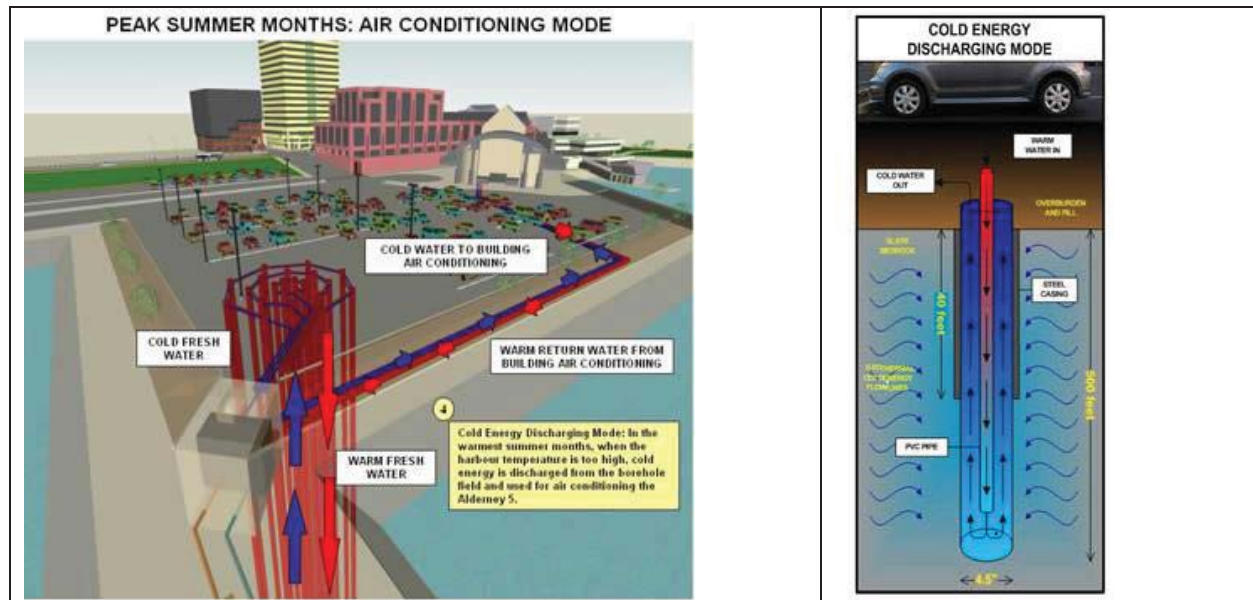 PEAK SUMMER MONTHS: AIR CONDITIONING MODE
COLD WATER TO BUILDING
AIR CONDITIONING
COLD FRESH
WATER
WARM RETURN WATER FROM
BUILDING AIR CONDITIONING
4
Cold Energy Discharging Mode: In the
warmest summer months, when the
harbour temperature is too high, cold
energy is discharged from the borehole
field and used for air conditioning the
Alderney 5.
WARM FRESH
WATER
COLD ENERGY
DISCHARGING MODE
WARM
WATER IN
COLD WATER
OUT
OVERBURDEN
AND FILL
SLATE
BEDROCK
STEEL
CASING
40 feet
500 feet
PVC PIPE
4.5"